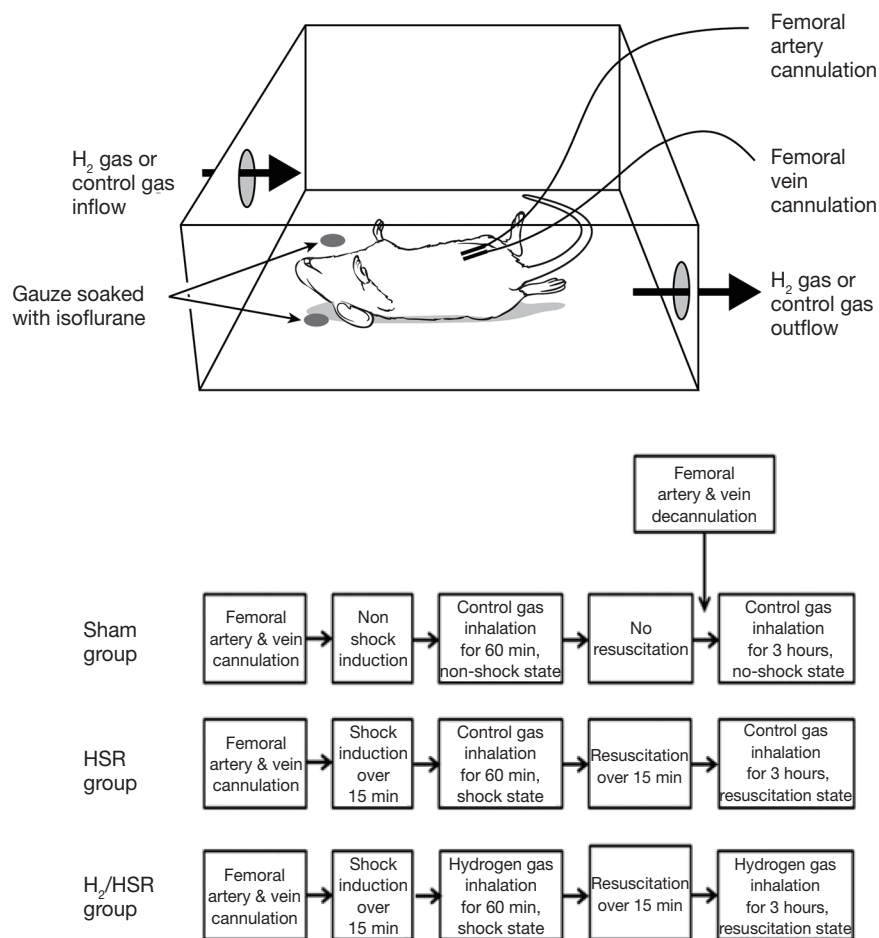 Femoral
artery
cannulation
H₂ gas or
control gas
inflow
Femoral
vein
cannulation
Gauze soaked
with isoflurane
H₂ gas or
control gas
outflow
Femoral
artery & vein
decannulation
Sham
group
Femoral
artery & vein
cannulation
Non
shock
induction
Control gas
inhalation
for 60 min,
non-shock state
No
resuscitation
Control gas
inhalation
for 3 hours,
no-shock state
HSR
group
Femoral
artery & vein
cannulation
Shock
induction
over
15 min
Control gas
inhalation
for 60 min,
shock state
Resuscitation
over 15 min
Control gas
inhalation
for 3 hours,
resuscitation state
H₂/HSR
group
Femoral
artery & vein
cannulation
Shock
induction
over
15 min
Hydrogen gas
inhalation
for 60 min,
shock state
Resuscitation
over 15 min
Hydrogen gas
inhalation
for 3 hours,
resuscitation state